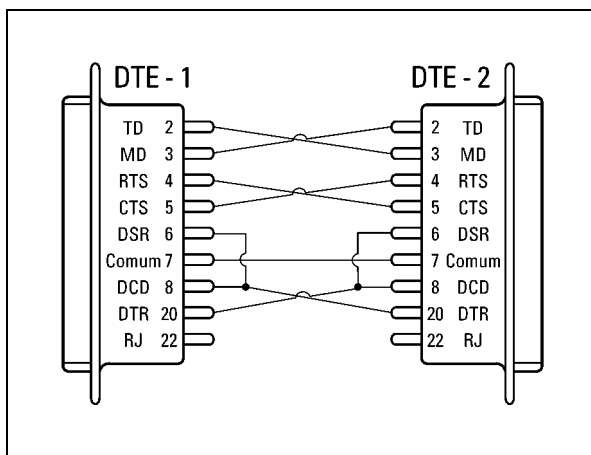 DTE - 1 DTE - 2
TD 2 2 TD
MD 3 3 MD
RTS 4 4 RTS
CTS 5 5 CTS
DSR 6 6 DSR
Comum 7 7 Comum
DCD 8 8 DCD
DTR 20 20 DTR
RJ 22 22 RJ